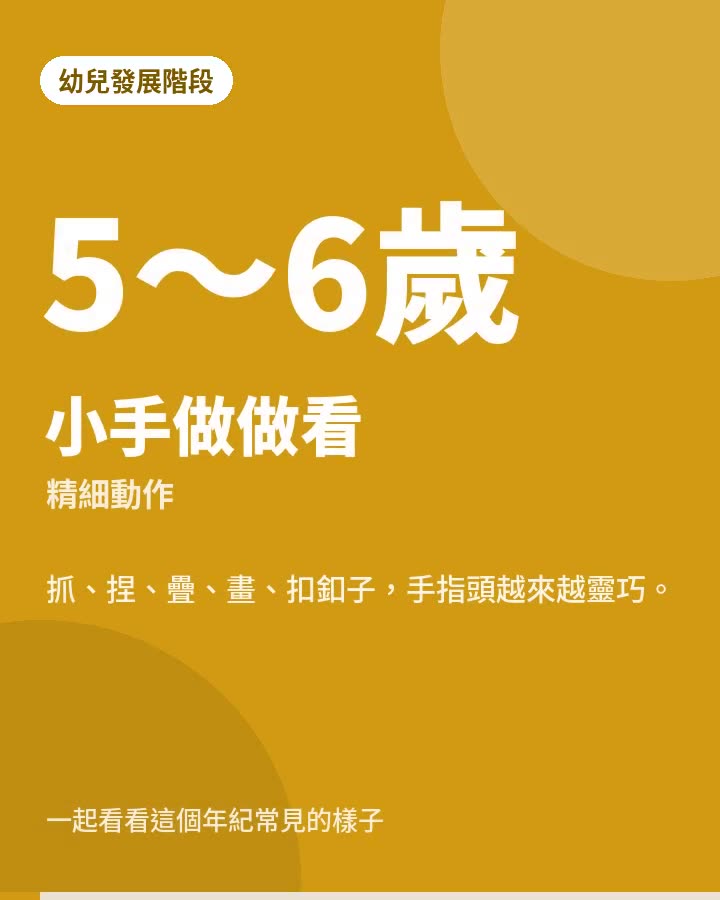 幼兒發展階段
5～6歲
小手做做看
精細動作
抓、捏、疊、畫、扣釦子，手指頭越來越靈巧。
一起看看這個年紀常見的樣子